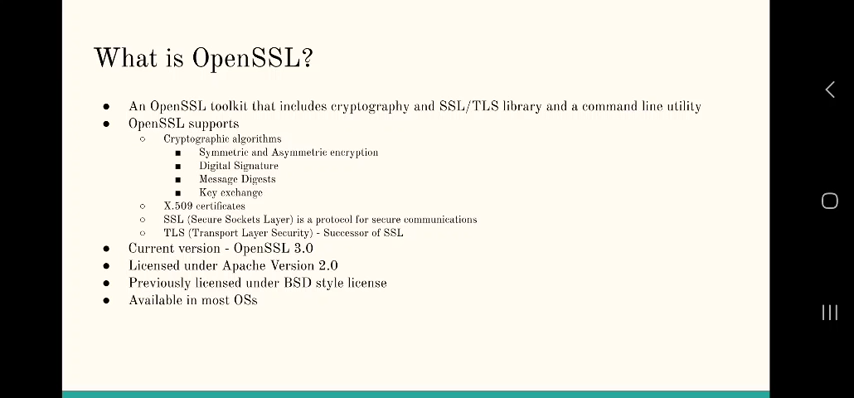 What is OpenSSL?
An OpenSSL toolkit that includes cryptography and SSL/TLS library and a command line utility
OpenSSL supports
Cryptographic algorithms
Symmetric and Asymmetric encryption
Digital Signature
Message Digests
Key exchange
X.509 certificates
SSL (Secure Sockets Layer) is a protocol for secure communications
TLS (Transport Layer Security) - Successor of SSL
Current version - OpenSSL 3.0
Licensed under Apache Version 2.0
Previously licensed under BSD style license
Available in most OSs